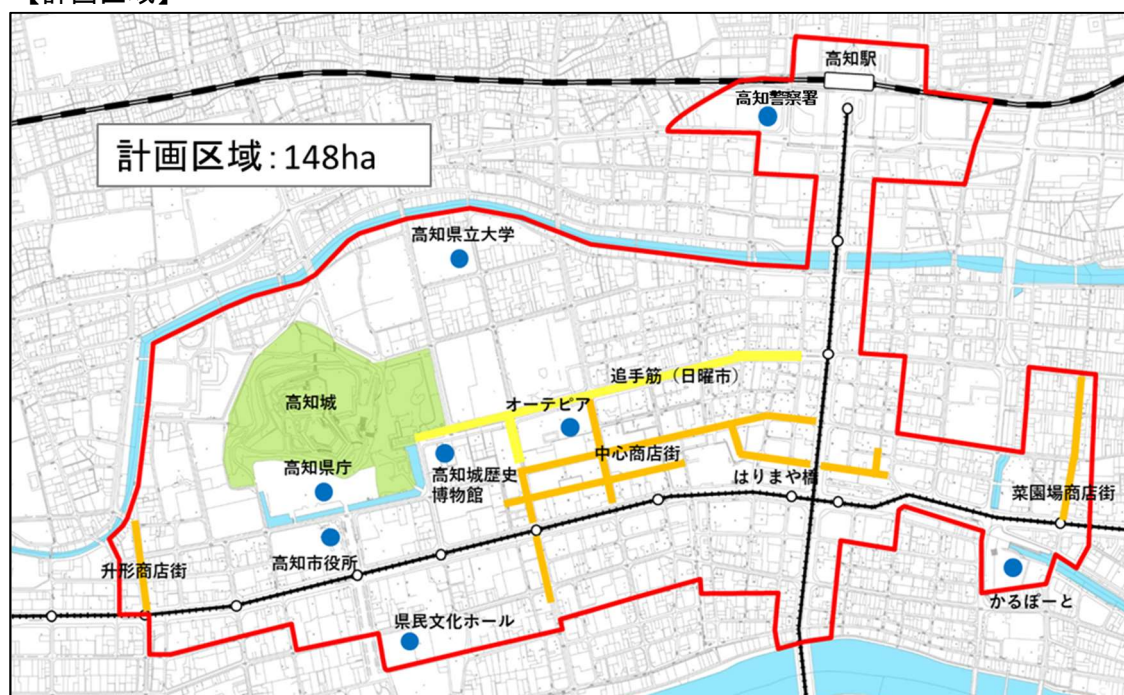 【計画区域】
高知駅
高知警察署
計画区域：148ha
高知県立大学
追手筋（日曜市）
高知城
オーテピア
中心商店街
高知県庁
高知城歴史
博物館
はりまや橋
菜園場商店街
高知市役所
升形商店街
かるぽーと
県民文化ホール